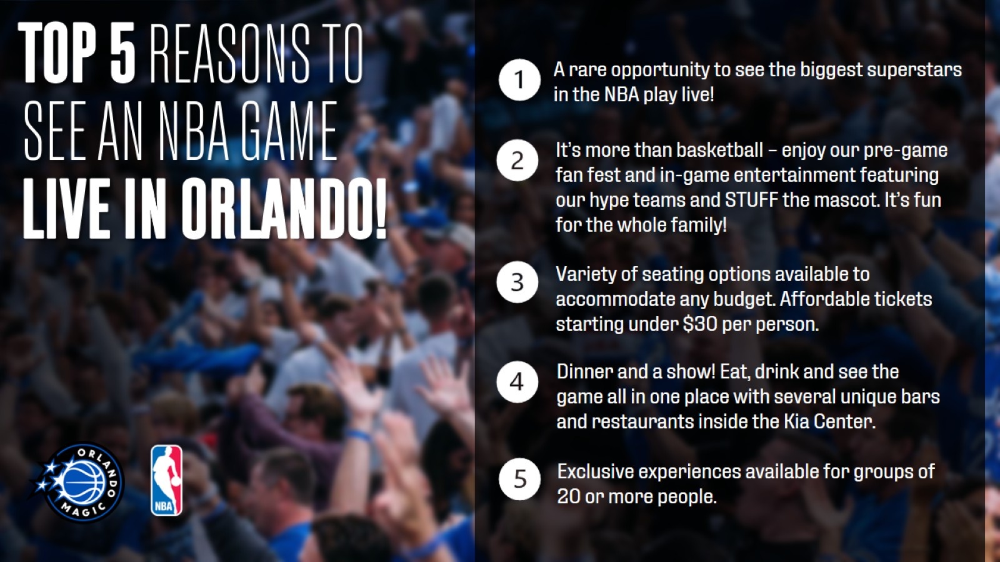 TOP 5 REASONS TO
SEE AN NBA GAME
LIVE IN ORLANDO!
1
A rare opportunity to see the biggest superstars
in the NBA play live!
2
It’s more than basketball – enjoy our pre-game
fan fest and in-game entertainment featuring
our hype teams and STUFF the mascot. It’s fun
for the whole family!
3
Variety of seating options available to
accommodate any budget. Affordable tickets
starting under $30 per person.
4
Dinner and a show! Eat, drink and see the
game all in one place with several unique bars
and restaurants inside the Kia Center.
5
Exclusive experiences available for groups of
20 or more people.
ORLANDO
MAGIC
NBA